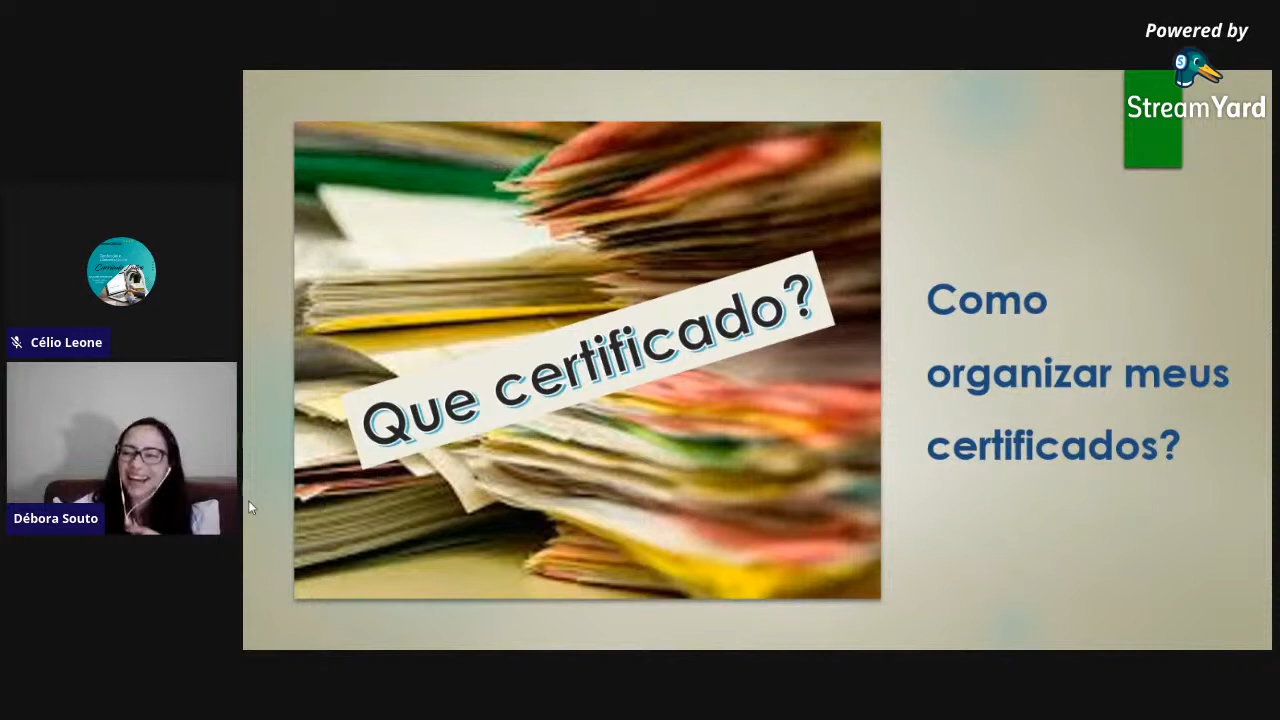 Powered by
StreamYard
Que certificado?
Como
organizar meus
certificados?
Célio Leone
Débora Souto